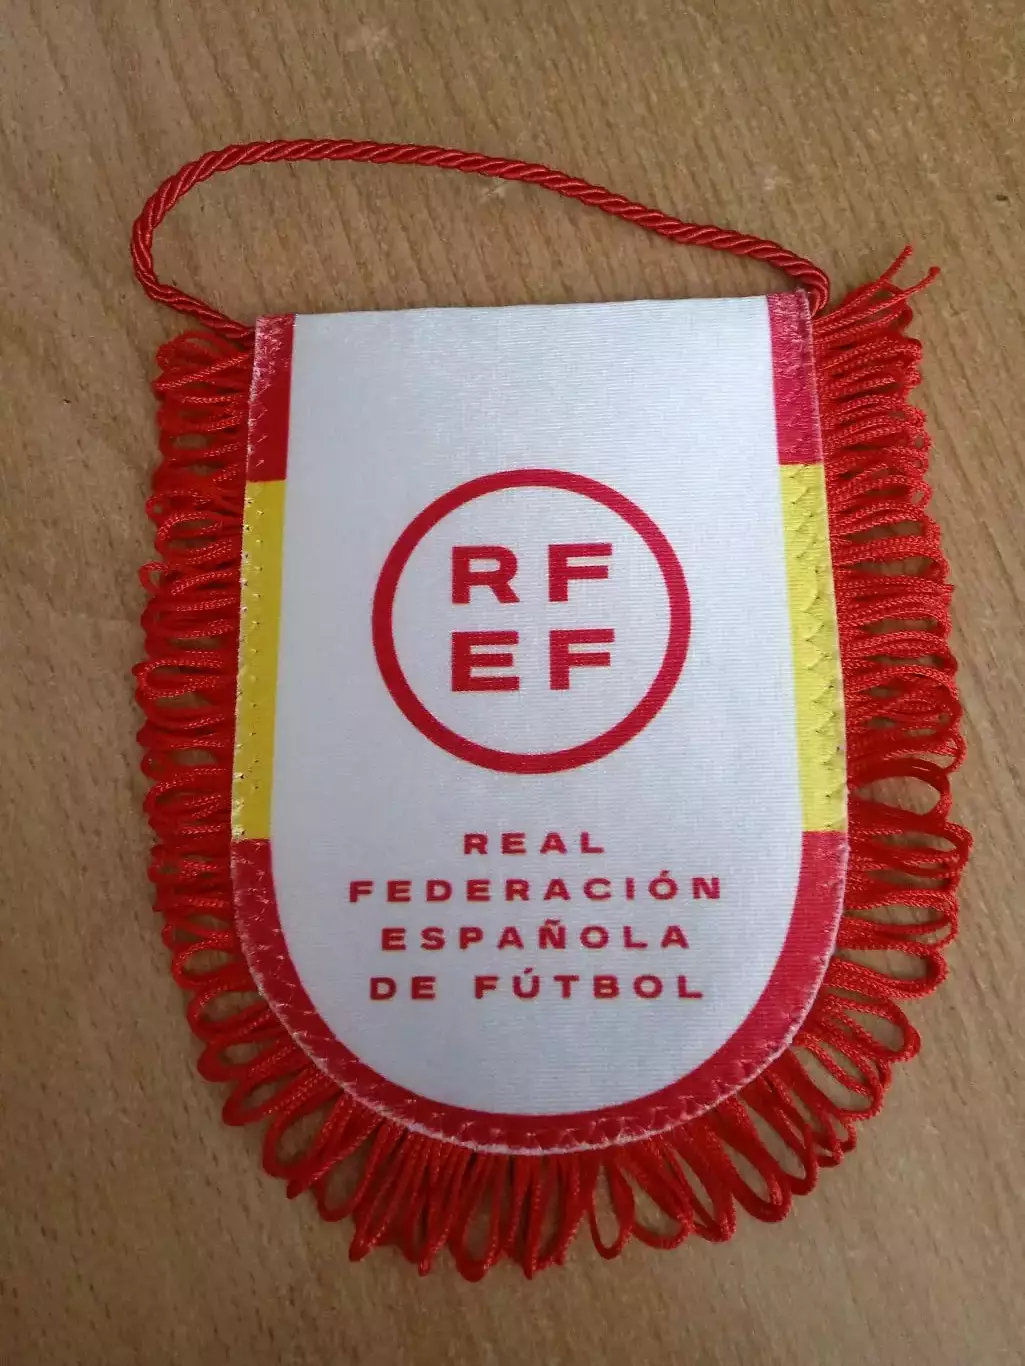 RF
EF
REAL
FEDERACIÓN
ESPAÑOLA
DE FÚTBOL